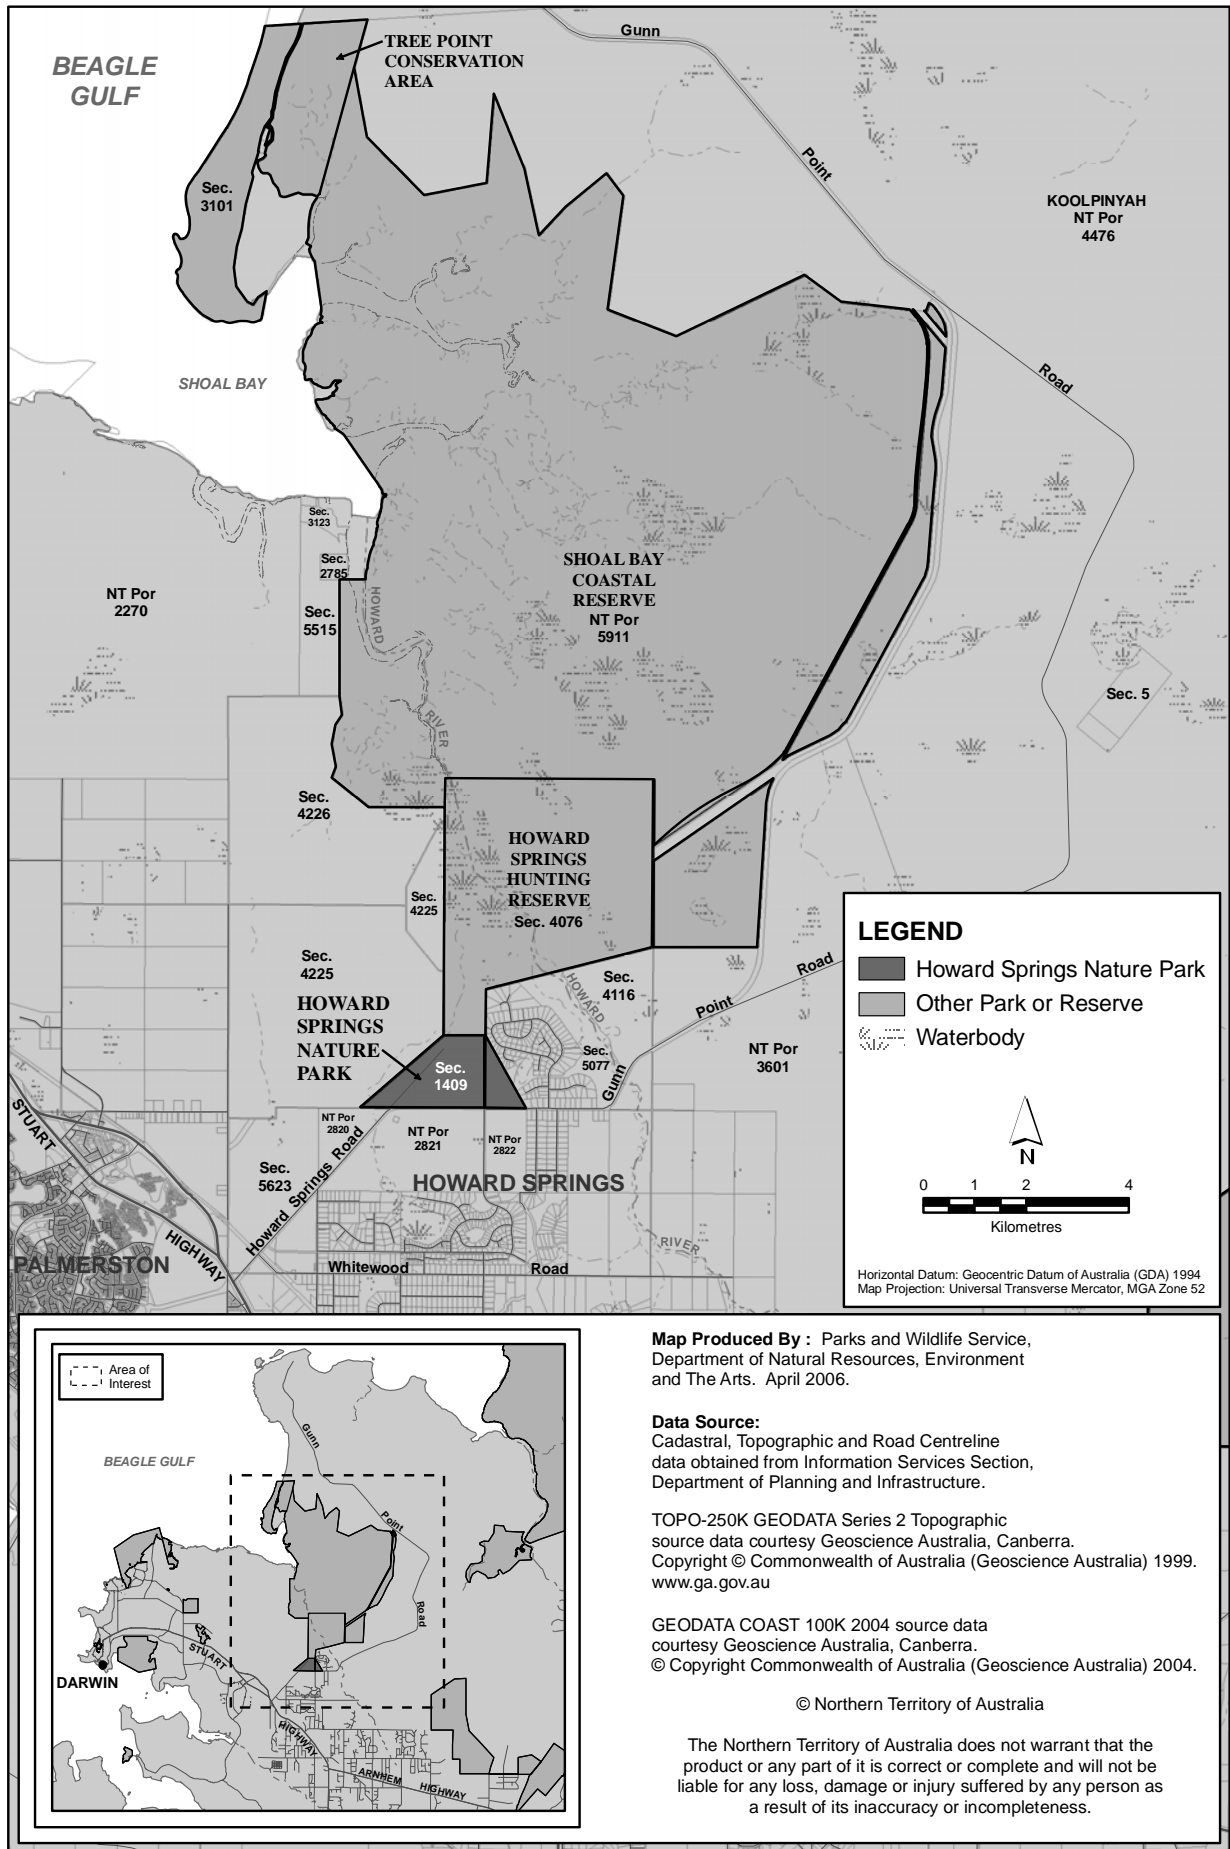 Gunn
TREE POINT
CONSERVATION
AREA
BEAGLE
GULF
Point
Sec.
3101
KOOLPINYAH
NT Por
4476
SHOAL BAY
Road
Sec.
3123
Sec.
2785
SHOAL BAY
COASTAL
RESERVE
NT Por
5911
NT Por
2270
Sec.
5515
HOWARD
RIVER
Sec. 5
Sec.
4226
HOWARD
SPRINGS
HUNTING
RESERVE
Sec. 4076
Sec.
4225
Sec.
4225
HOWARD
Sec.
4116
Road
Point
HOWARD
SPRINGS
NATURE
PARK
Sec.
1409
Sec.
5077
Gunn
NT Por
3601
STUART
NT Por
2820
NT Por
2821
NT Por
2822
Sec.
5623
HOWARD SPRINGS
Howard Springs Road
HIGHWAY
RIVER
PALMERSTON
Whitewood Road
LEGEND
Howard Springs Nature Park
Other Park or Reserve
Waterbody
N
0 1 2 4
Kilometres
Horizontal Datum: Geocentric Datum of Australia (GDA) 1994
Map Projection: Universal Transverse Mercator, MGA Zone 52
Area of
Interest
BEAGLE GULF
Gunn
Point
Road
STUART
DARWIN
HIGHWAY
ARNHEM HIGHWAY
Map Produced By : Parks and Wildlife Service,
Department of Natural Resources, Environment
and The Arts. April 2006.
Data Source:
Cadastral, Topographic and Road Centreline
data obtained from Information Services Section,
Department of Planning and Infrastructure.
TOPO-250K GEODATA Series 2 Topographic
source data courtesy Geoscience Australia, Canberra.
Copyright © Commonwealth of Australia (Geoscience Australia) 1999.
www.ga.gov.au
GEODATA COAST 100K 2004 source data
courtesy Geoscience Australia, Canberra.
© Copyright Commonwealth of Australia (Geoscience Australia) 2004.
© Northern Territory of Australia
The Northern Territory of Australia does not warrant that the
product or any part of it is correct or complete and will not be
liable for any loss, damage or injury suffered by any person as
a result of its inaccuracy or incompleteness.